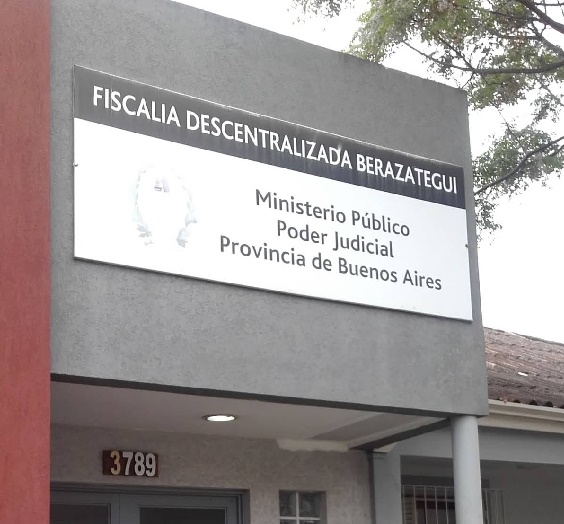 FISCALIA DESCENTRALIZADA BERAZATEGUI
Ministerio Público
Poder Judicial
Provincia de Buenos Aires
3789